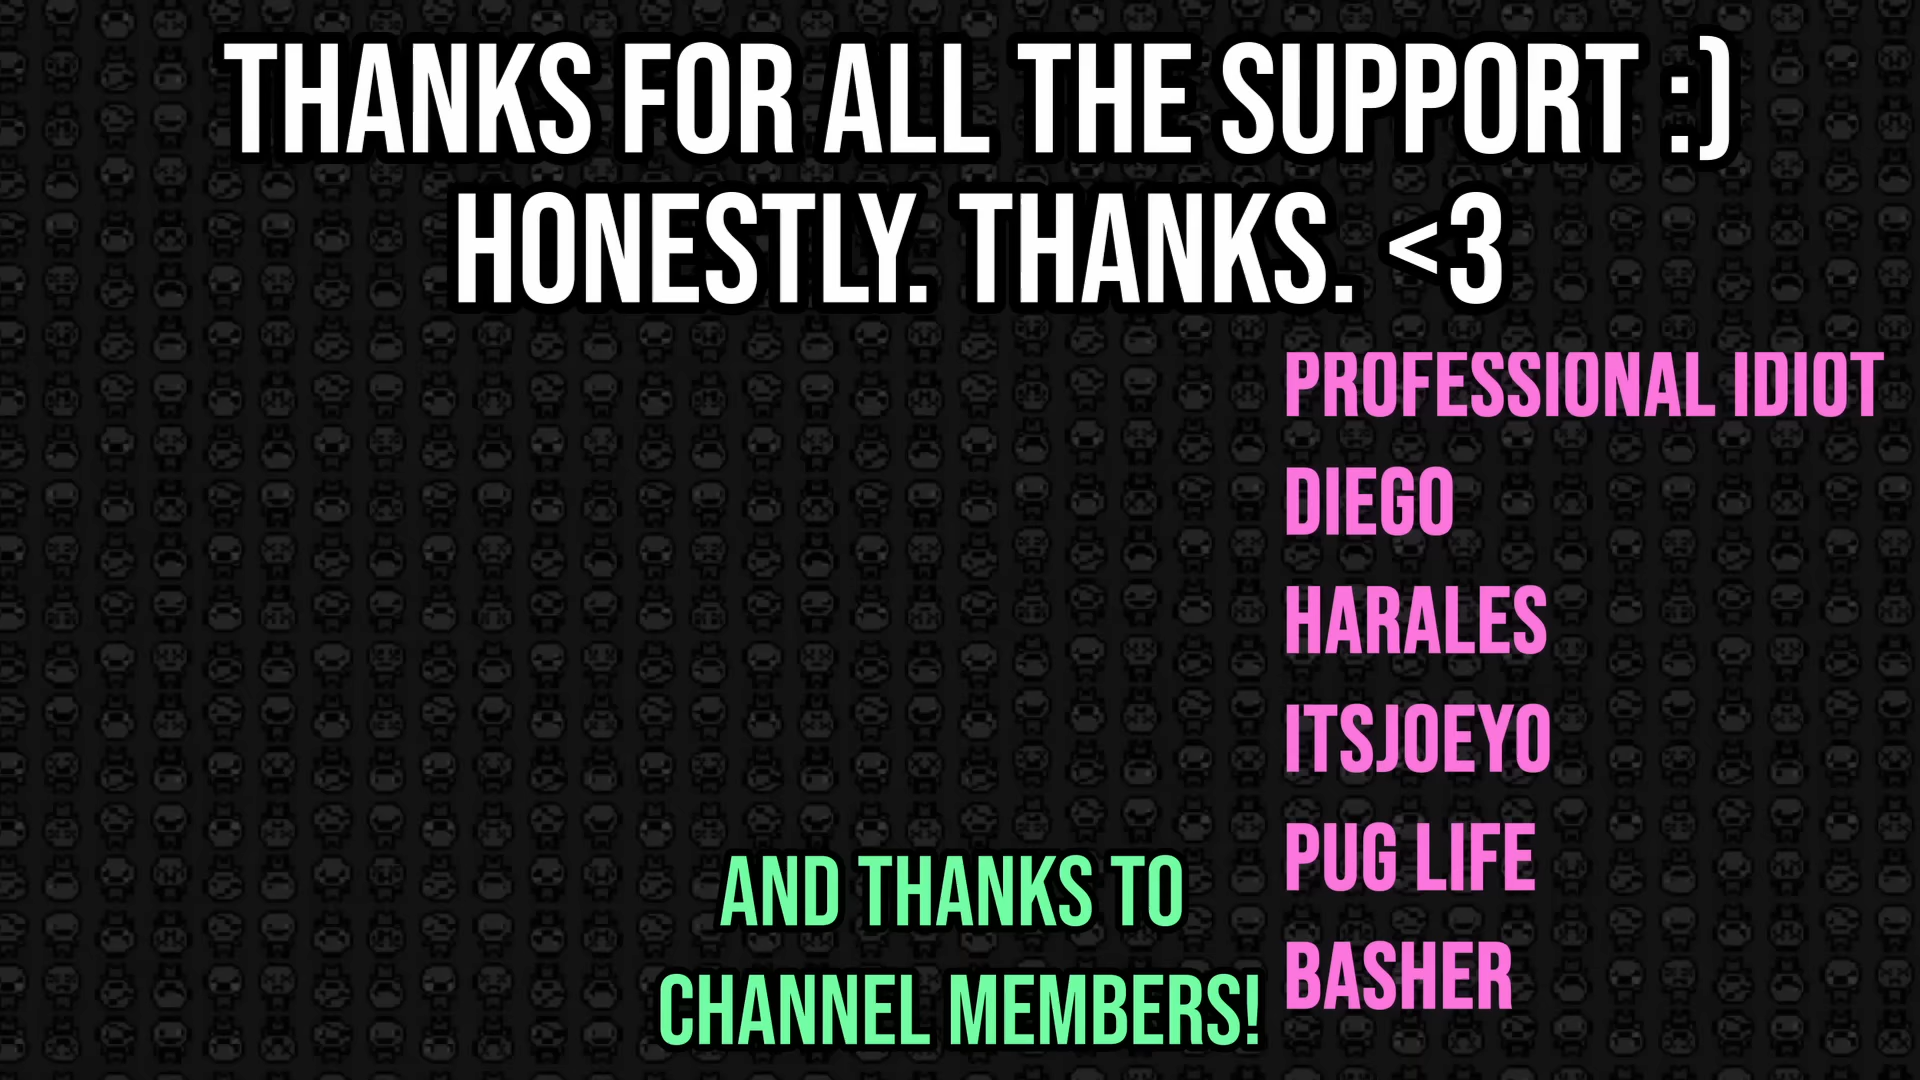 THANKS FOR ALL THE SUPPORT :)
HONESTLY. THANKS. <3
PROFESSIONAL IDIOT
DIEGO
HARALES
ITSJOEYO
PUG LIFE
BASHER
AND THANKS TO
CHANNEL MEMBERS!